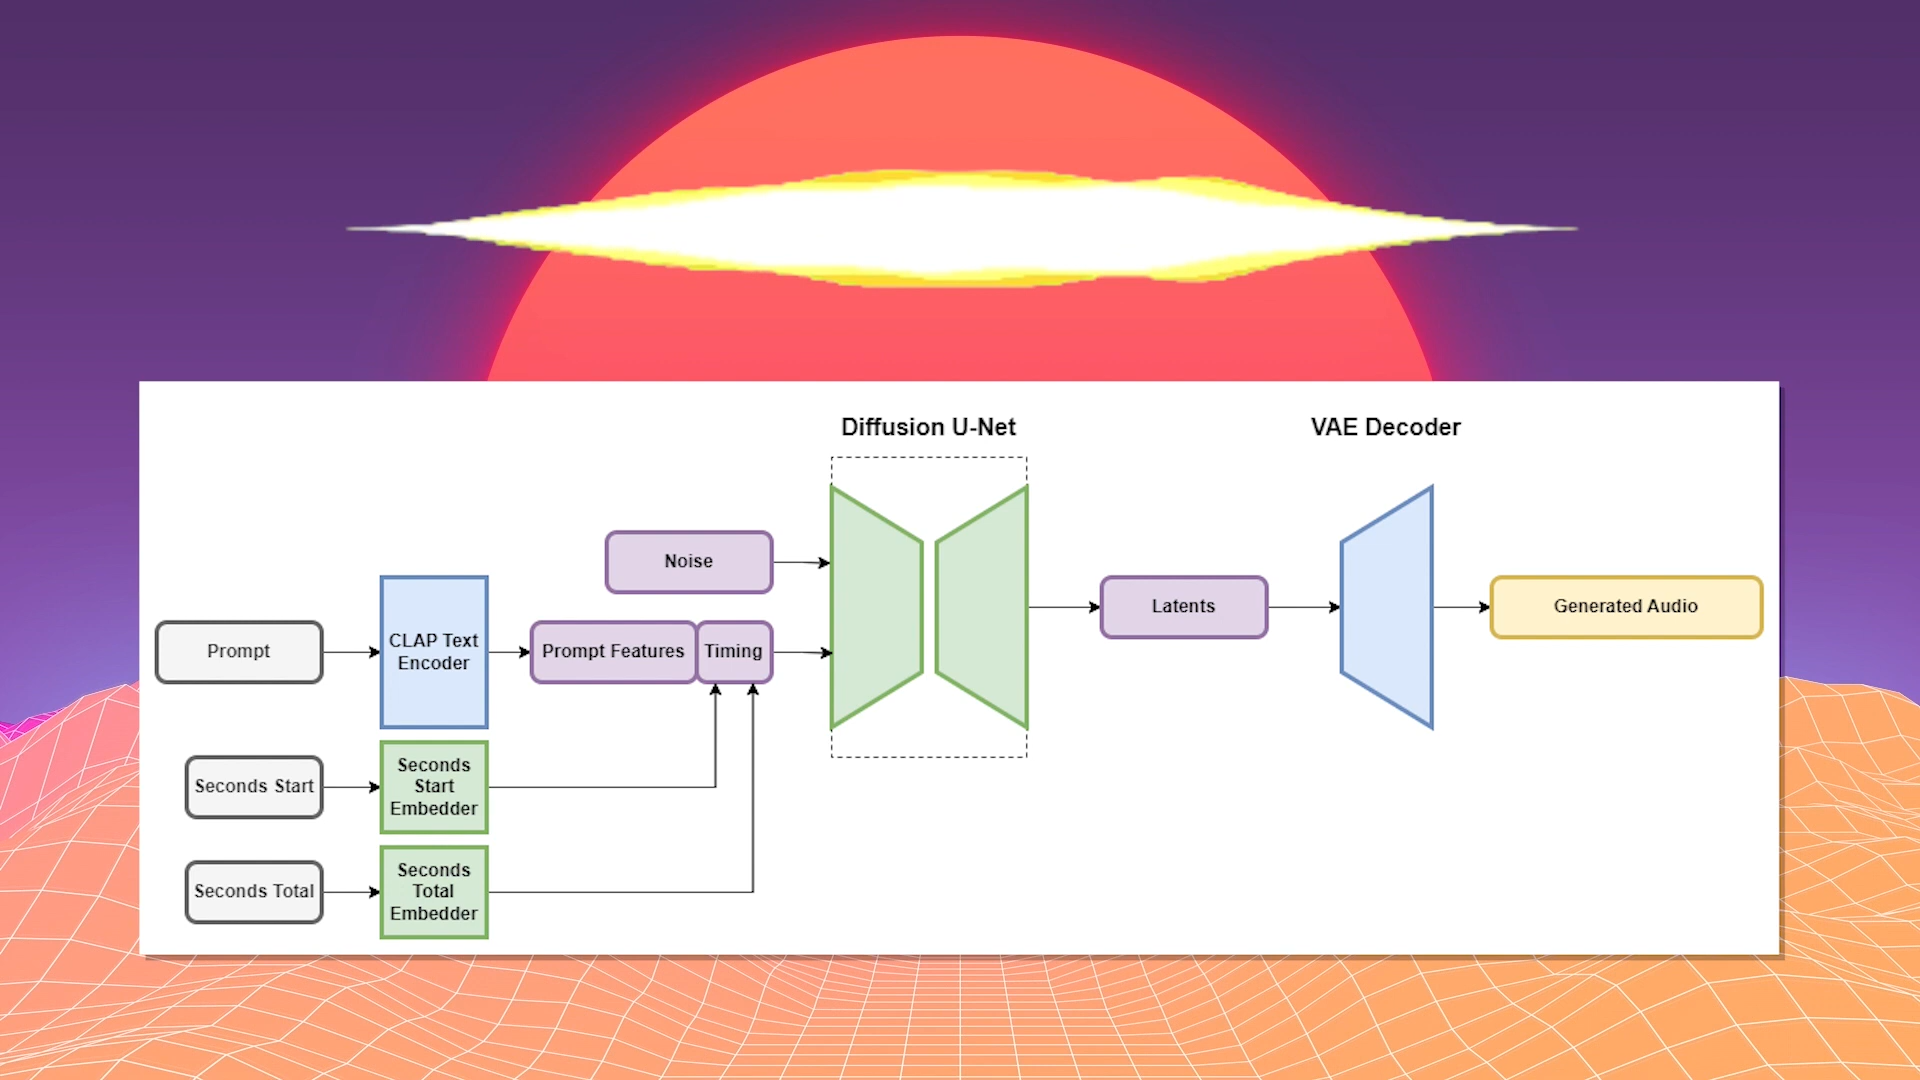 Diffusion U-Net
VAE Decoder
Noise
Prompt
CLAP Text
Encoder
Prompt Features
Timing
Latents
Generated Audio
Seconds Start
Seconds
Start
Embedder
Seconds Total
Seconds
Total
Embedder